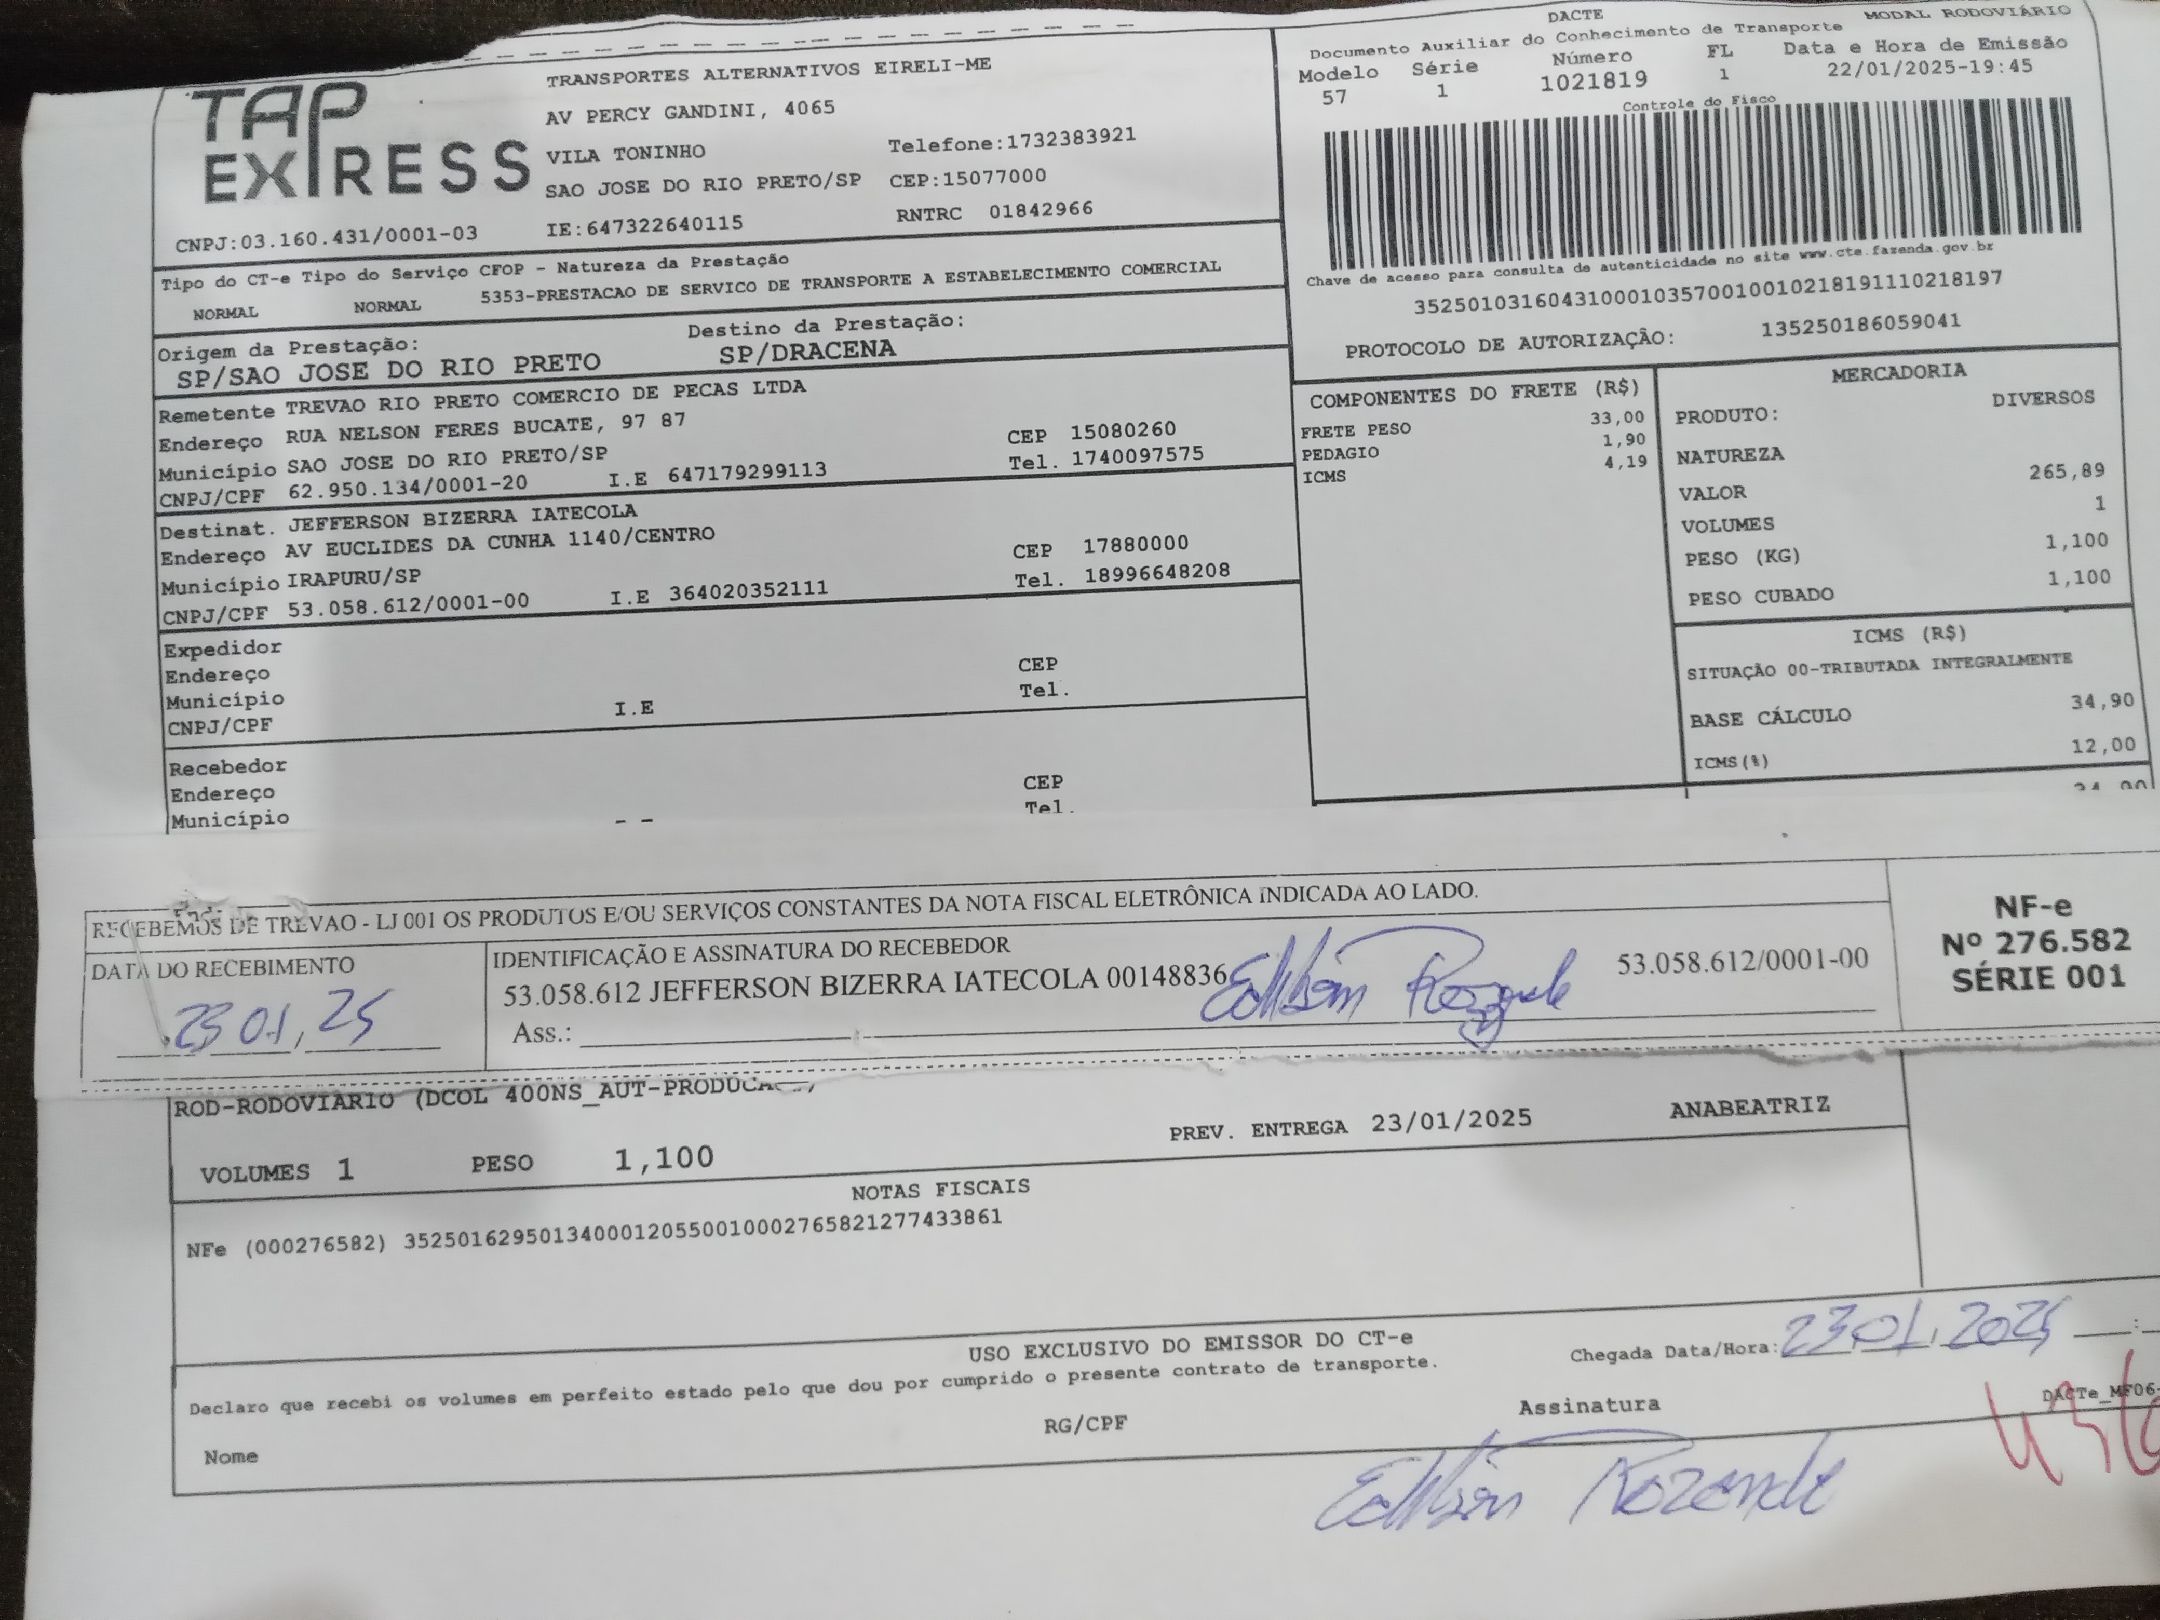 DACTE MODAL RODOVIÁRIO
Documento Auxiliar do Conhecimento de Transporte
Modelo Série Número FL Data e Hora de Emissão
57 1 1021819 1 22/01/2025-19:45
Controle do Fisco
TAP EXPRESS
TRANSPORTES ALTERNATIVOS EIRELI-ME
AV PERCY GANDINI, 4065
VILA TONINHO Telefone:1732383921
SAO JOSE DO RIO PRETO/SP CEP:15077000
CNPJ:03.160.431/0001-03 IE:647322640115 RNTRC 01842966
Chave de acesso para consulta de autenticidade no site www.cte.fazenda.gov.br
35250103160431000103570010010218191110218197
PROTOCOLO DE AUTORIZAÇÃO: 135250186059041
Tipo do CT-e Tipo do Serviço CFOP - Natureza da Prestação
NORMAL NORMAL 5353-PRESTACAO DE SERVICO DE TRANSPORTE A ESTABELECIMENTO COMERCIAL
Origem da Prestação: Destino da Prestação:
SP/SAO JOSE DO RIO PRETO SP/DRACENA
Remetente TREVAO RIO PRETO COMERCIO DE PECAS LTDA
Endereço RUA NELSON FERES BUCATE, 97 87 CEP 15080260
Município SAO JOSE DO RIO PRETO/SP Tel. 1740097575
CNPJ/CPF 62.950.134/0001-20 I.E 647179299113
Destinat. JEFFERSON BIZERRA IATECOLA
Endereço AV EUCLIDES DA CUNHA 1140/CENTRO CEP 17880000
Município IRAPURU/SP Tel. 18996648208
CNPJ/CPF 53.058.612/0001-00 I.E 364020352111
Expedidor
Endereço CEP
Município Tel.
CNPJ/CPF I.E
Recebedor
Endereço CEP
Município -- Tel.
COMPONENTES DO FRETE (R$)
FRETE PESO 33,00
PEDAGIO 1,90
ICMS 4,19
MERCADORIA
PRODUTO: DIVERSOS
NATUREZA
VALOR 265,89
VOLUMES 1
PESO (KG) 1,100
PESO CUBADO 1,100
ICMS (R$)
SITUAÇÃO 00-TRIBUTADA INTEGRALMENTE
BASE CÁLCULO 34,90
ICMS(%) 12,00
RECEBEMOS DE TREVAO - LJ 001 OS PRODUTOS E/OU SERVIÇOS CONSTANTES DA NOTA FISCAL ELETRÔNICA INDICADA AO LADO.
DATA DO RECEBIMENTO IDENTIFICAÇÃO E ASSINATURA DO RECEBEDOR
53.058.612 JEFFERSON BIZERRA IATECOLA 00148836 53.058.612/0001-00
23 01, 25 Ass.:
NF-e
Nº 276.582
SÉRIE 001
ROD-RODOVIARIO (DCOL 400NS_AUT-PRODUCA
PREV. ENTREGA 23/01/2025 ANABEATRIZ
VOLUMES 1 PESO 1,100
NOTAS FISCAIS
NFe (000276582) 35250162950134000120550010002765821277433861
USO EXCLUSIVO DO EMISSOR DO CT-e
Declaro que recebi os volumes em perfeito estado pelo que dou por cumprido o presente contrato de transporte.
Chegada Data/Hora: 23.01.2025
DACTe_MF06-
Nome RG/CPF Assinatura
Edilson Rozende